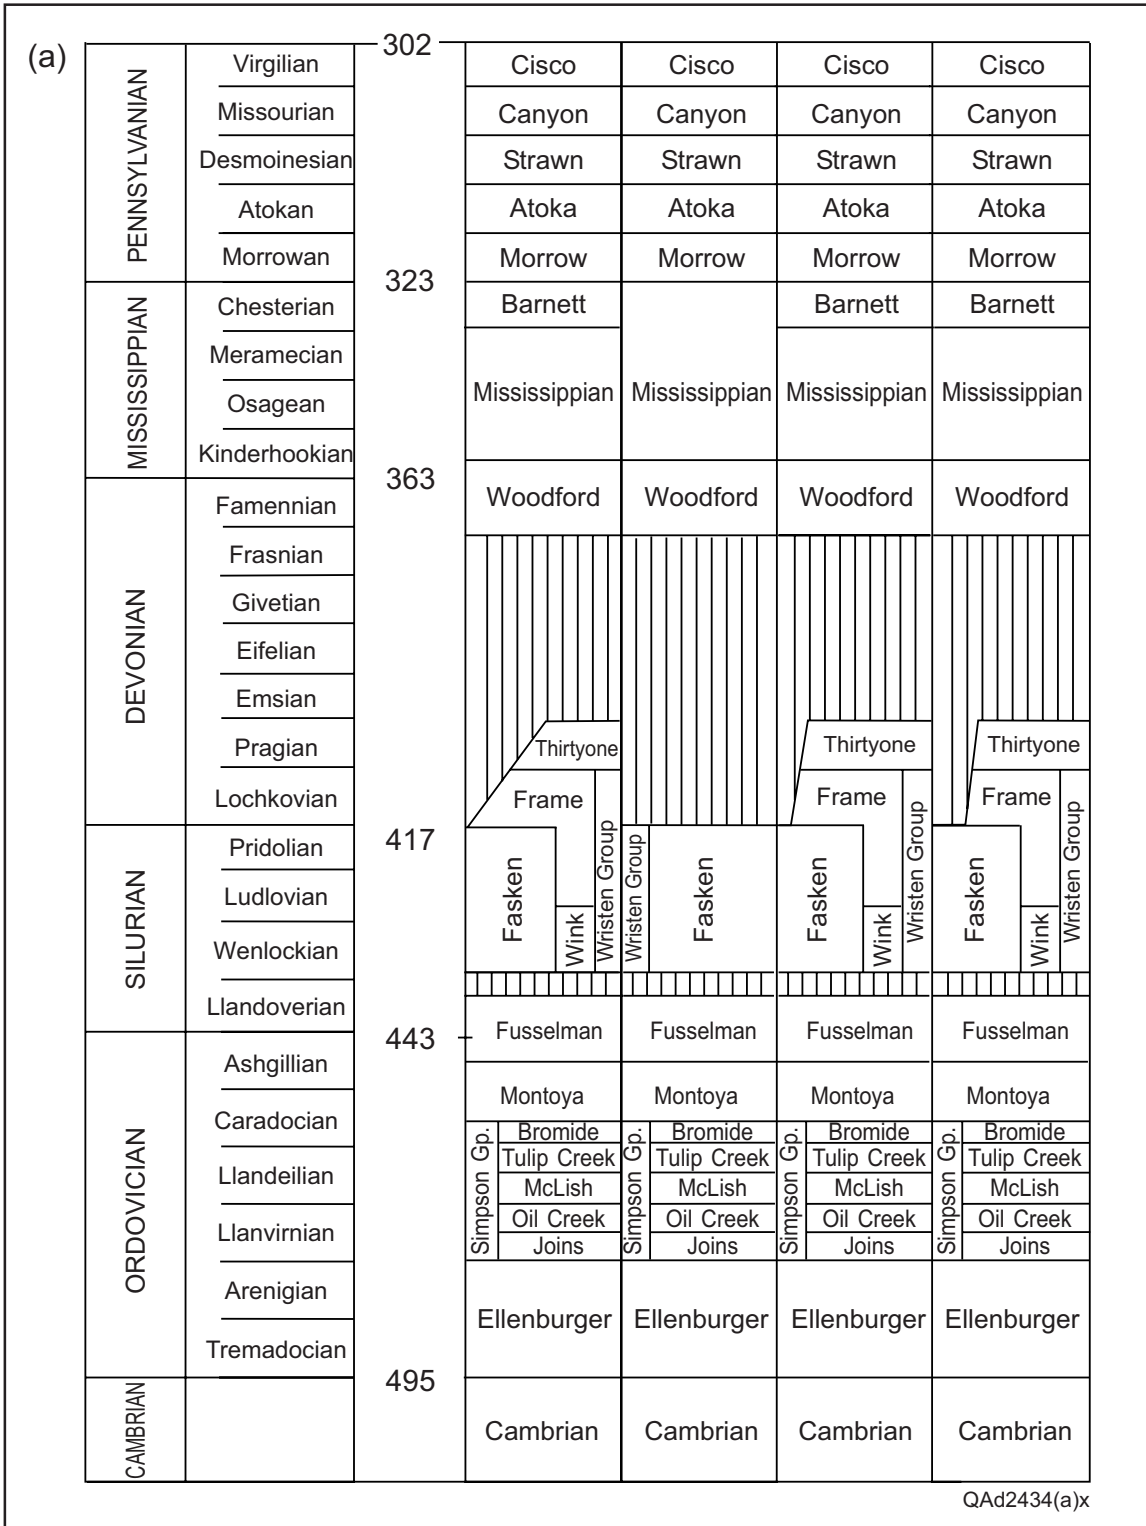 (a)
302
PENNSYLVANIAN
Virgilian
Cisco Cisco Cisco Cisco
Missourian
Canyon Canyon Canyon Canyon
Desmoinesian
Strawn Strawn Strawn Strawn
Atokan
Atoka Atoka Atoka Atoka
Morrowan
Morrow Morrow Morrow Morrow
323
MISSISSIPPIAN
Chesterian
Barnett Barnett Barnett
Meramecian
Osagean
Mississippian Mississippian Mississippian Mississippian
Kinderhookian
363
DEVONIAN
Famennian
Woodford Woodford Woodford Woodford
Frasnian
Givetian
Eifelian
Emsian
Pragian
Thirtyone Thirtyone Thirtyone
Lochkovian
Frame Frame Frame
417
SILURIAN
Pridolian
Ludlovian
Wenlockian
Fasken Wink Wristen Group
Wristen Group Fasken
Fasken Wink Wristen Group
Fasken Wink Wristen Group
Llandoverian
443
Fusselman Fusselman Fusselman Fusselman
ORDOVICIAN
Ashgillian
Montoya Montoya Montoya Montoya
Caradocian
Llandeilian
Llanvirnian
Simpson Gp. Simpson Gp. Simpson Gp. Simpson Gp.
Bromide Bromide Bromide Bromide
Tulip Creek Tulip Creek Tulip Creek Tulip Creek
McLish McLish McLish McLish
Oil Creek Oil Creek Oil Creek Oil Creek
Joins Joins Joins Joins
Arenigian
Ellenburger Ellenburger Ellenburger Ellenburger
Tremadocian
495
CAMBRIAN
Cambrian Cambrian Cambrian Cambrian
QAd2434(a)x